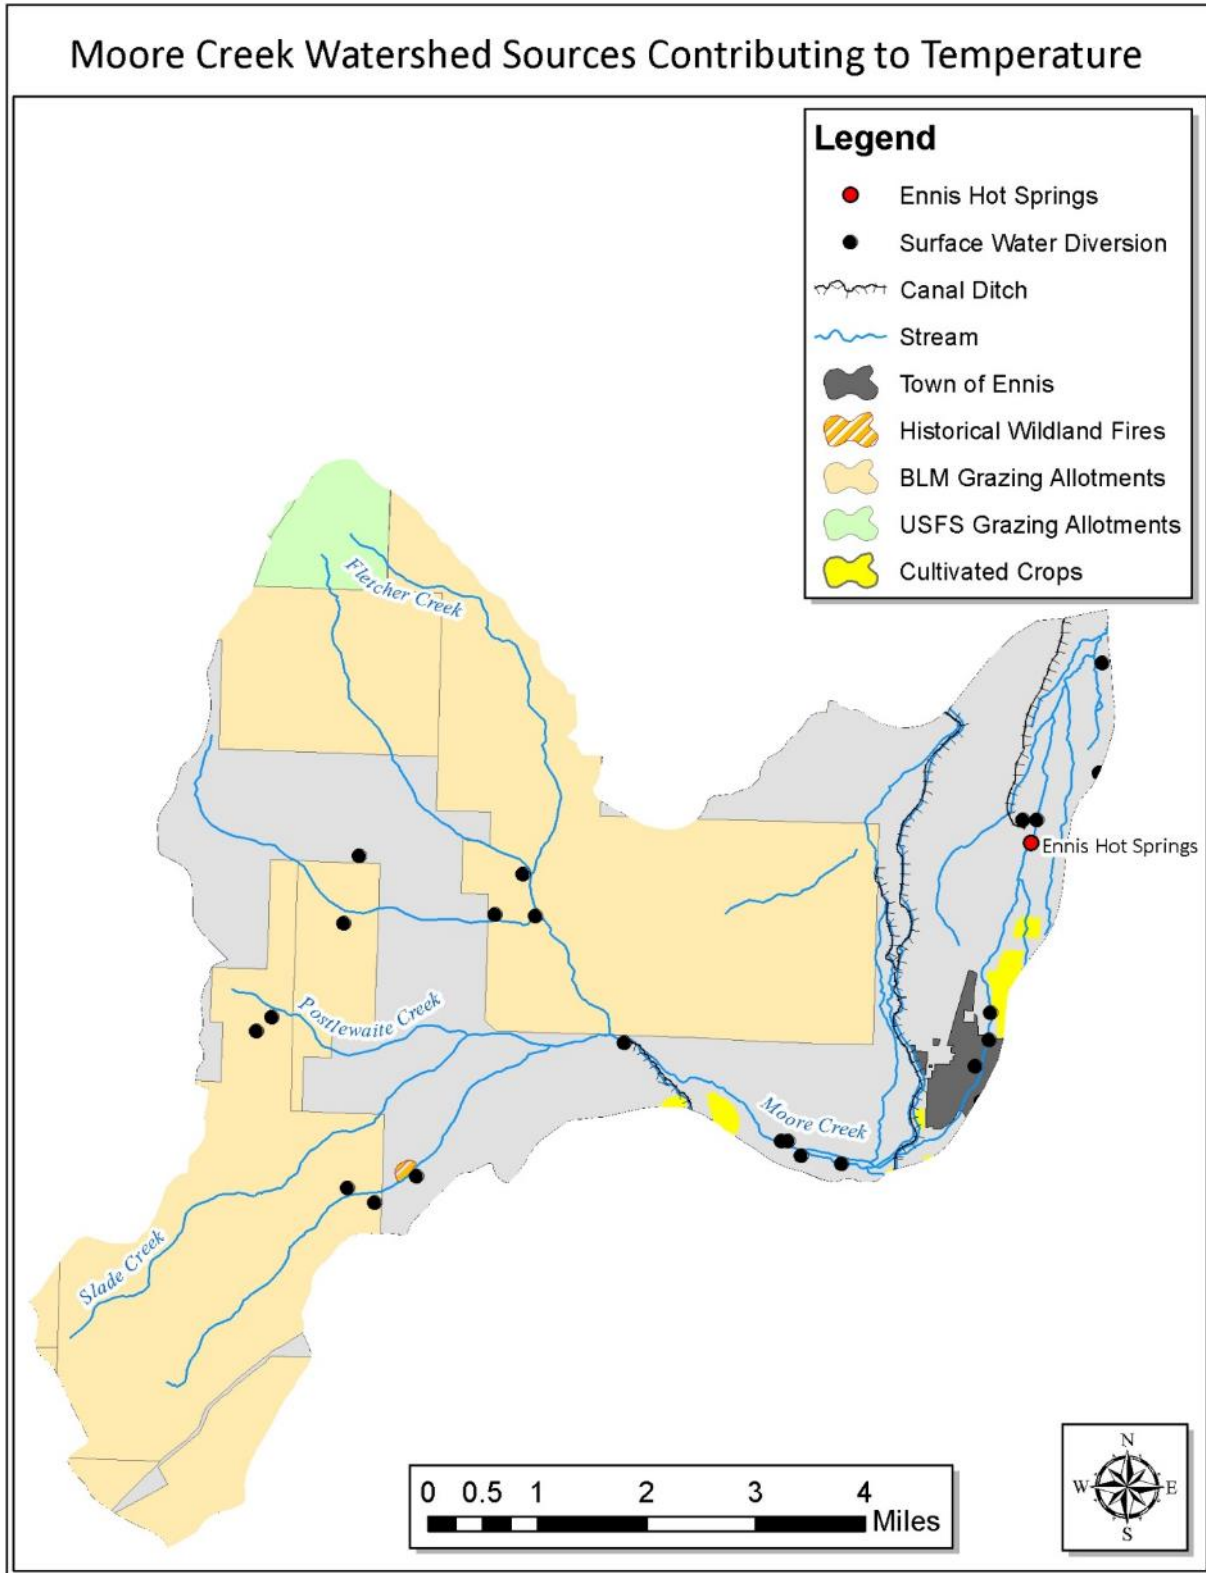 Moore Creek Watershed Sources Contributing to Temperature
Legend
Ennis Hot Springs
Surface Water Diversion
Canal Ditch
Stream
Town of Ennis
Historical Wildland Fires
BLM Grazing Allotments
USFS Grazing Allotments
Cultivated Crops
Fletcher Creek
Ennis Hot Springs
Postlewaite Creek
Moore Creek
Slade Creek
0 0.5 1 2 3 4
Miles
N
W E
S